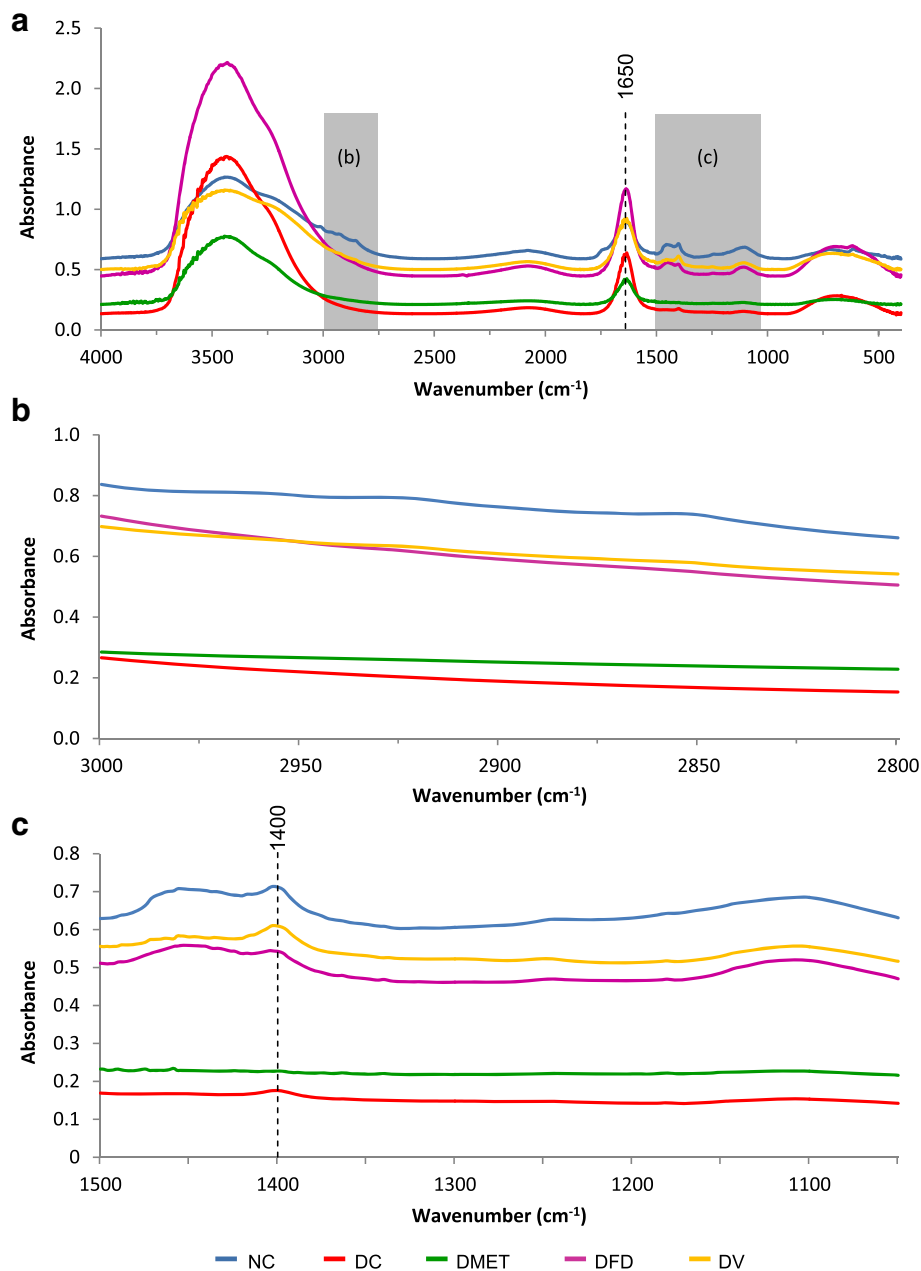 a
2.5
2.0
1.5
1.0
0.5
0.0
Absorbance
1650
(b)
(c)
4000 3500 3000 2500 2000 1500 1000 500
Wavenumber (cm⁻¹)
b
1.0
0.8
0.6
0.4
0.2
0.0
Absorbance
3000 2950 2900 2850 2800
Wavenumber (cm⁻¹)
c
1400
0.8
0.7
0.6
0.5
0.4
0.3
0.2
0.1
0
Absorbance
1500 1400 1300 1200 1100
Wavenumber (cm⁻¹)
NC DC DMET DFD DV